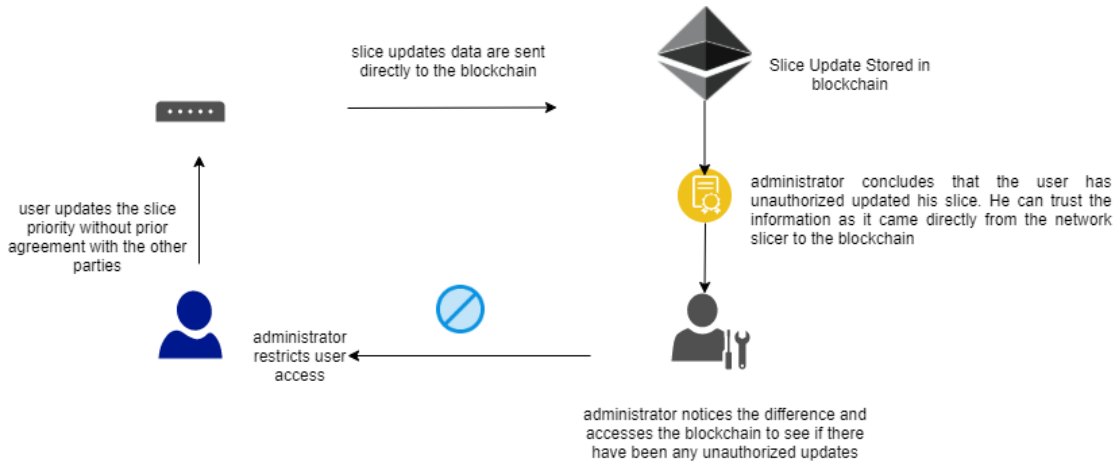 slice updates data are sent
directly to the blockchain
Slice Update Stored in
blockchain
user updates the slice
priority without prior
agreement with the other
parties
administrator concludes that the user has
unauthorized updated his slice. He can trust the
information as it came directly from the network
slicer to the blockchain
administrator
restricts user
access
administrator notices the difference and
accesses the blockchain to see if there
have been any unauthorized updates